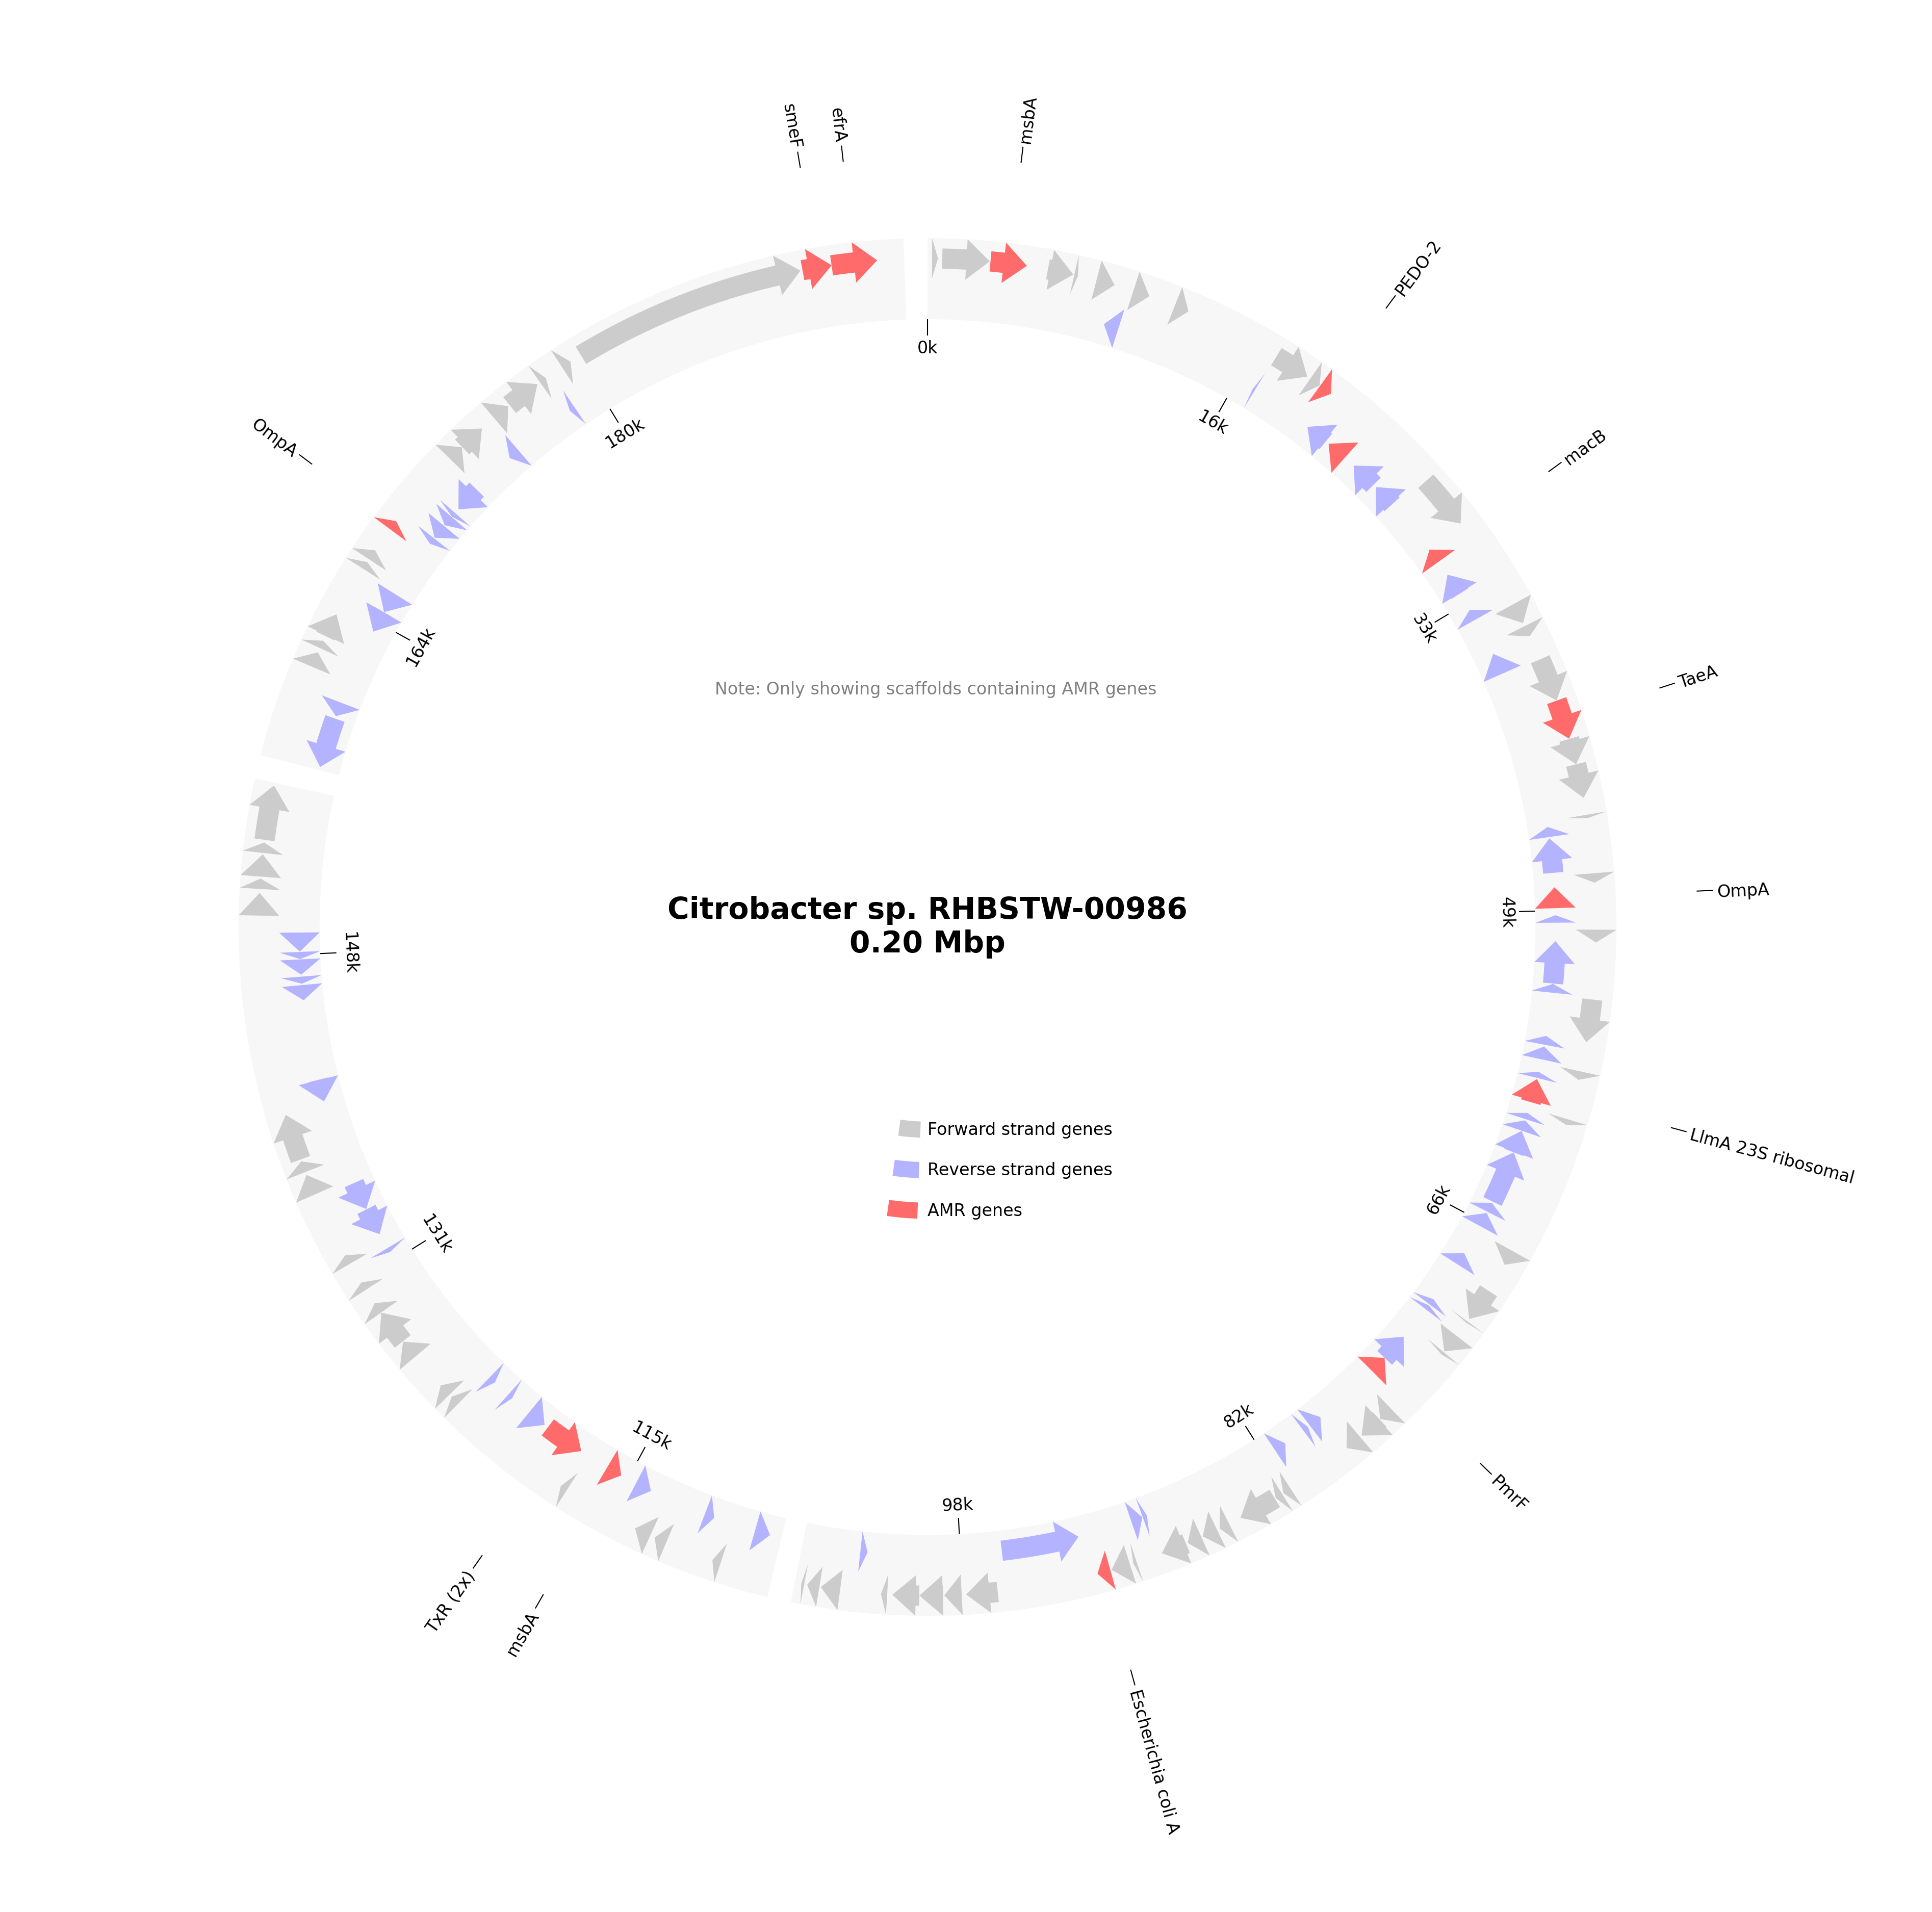 smeF
efrA
msbA
PEDO-2
macB
TaeA
OmpA
LlmA 23S ribosomal
PmrF
Escherichia coli A
msbA
TxR (2x)
OmpA
0k
16k
33k
49k
66k
82k
98k
115k
131k
148k
164k
180k
Note: Only showing scaffolds containing AMR genes
Citrobacter sp. RHBSTW-00986
0.20 Mbp
Forward strand genes
Reverse strand genes
AMR genes